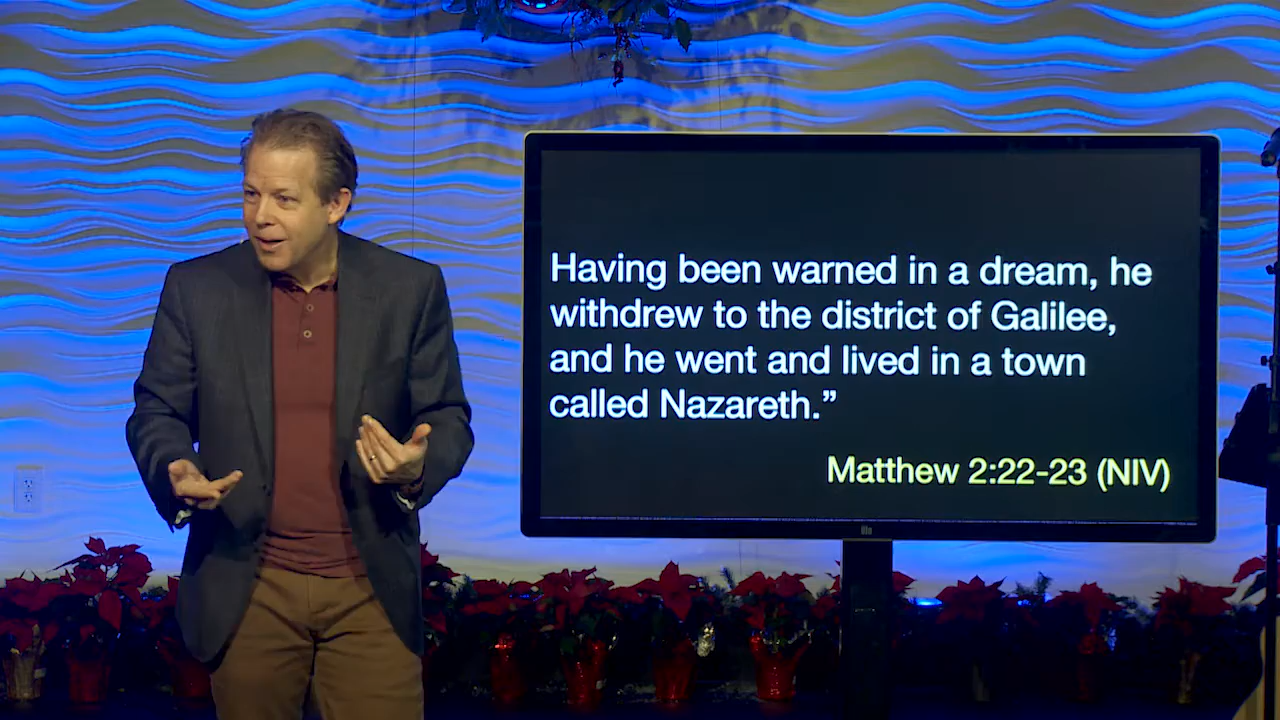 Having been warned in a dream, he
withdrew to the district of Galilee,
and he went and lived in a town
called Nazareth.”
Matthew 2:22-23 (NIV)
elo